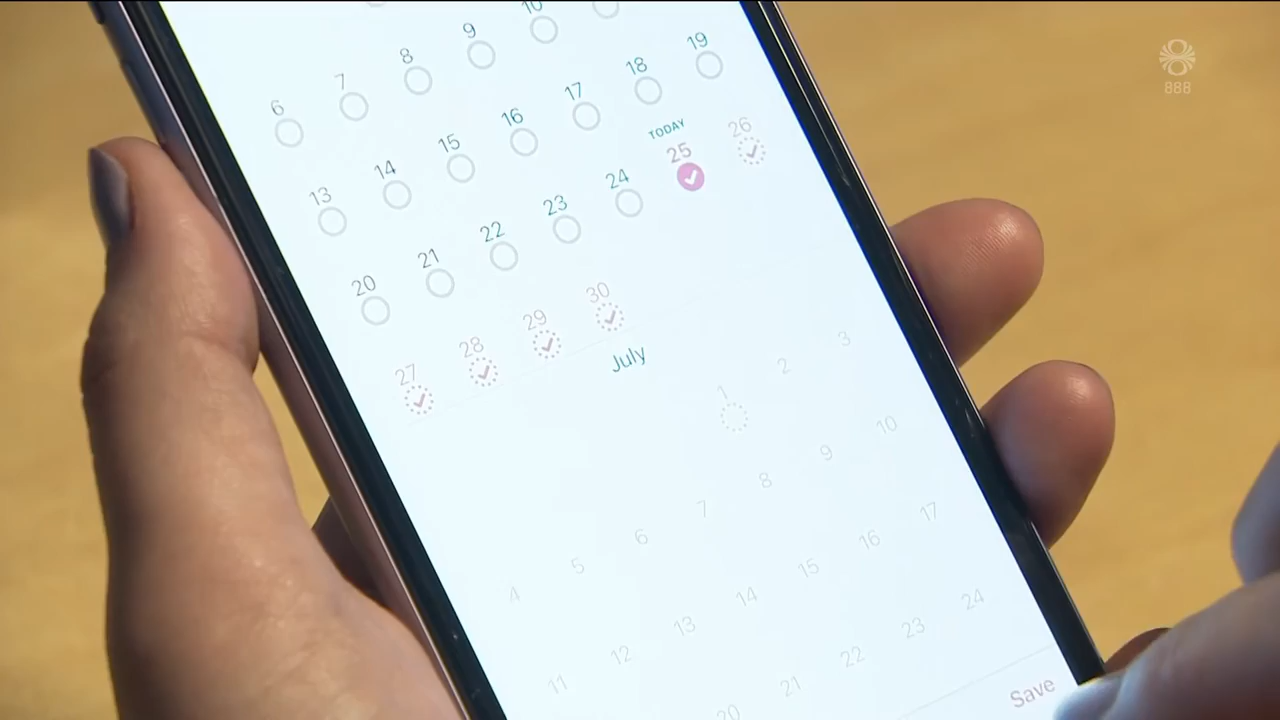 6 7 8 9 10
TODAY
13 14 15 16 17 18 19
20 21 22 23 24 25 26
27 28 29 30
July
1 2 3
4 5 6 7 8 9 10
11 12 13 14 15 16 17
20 21 22 23 24
Save
888